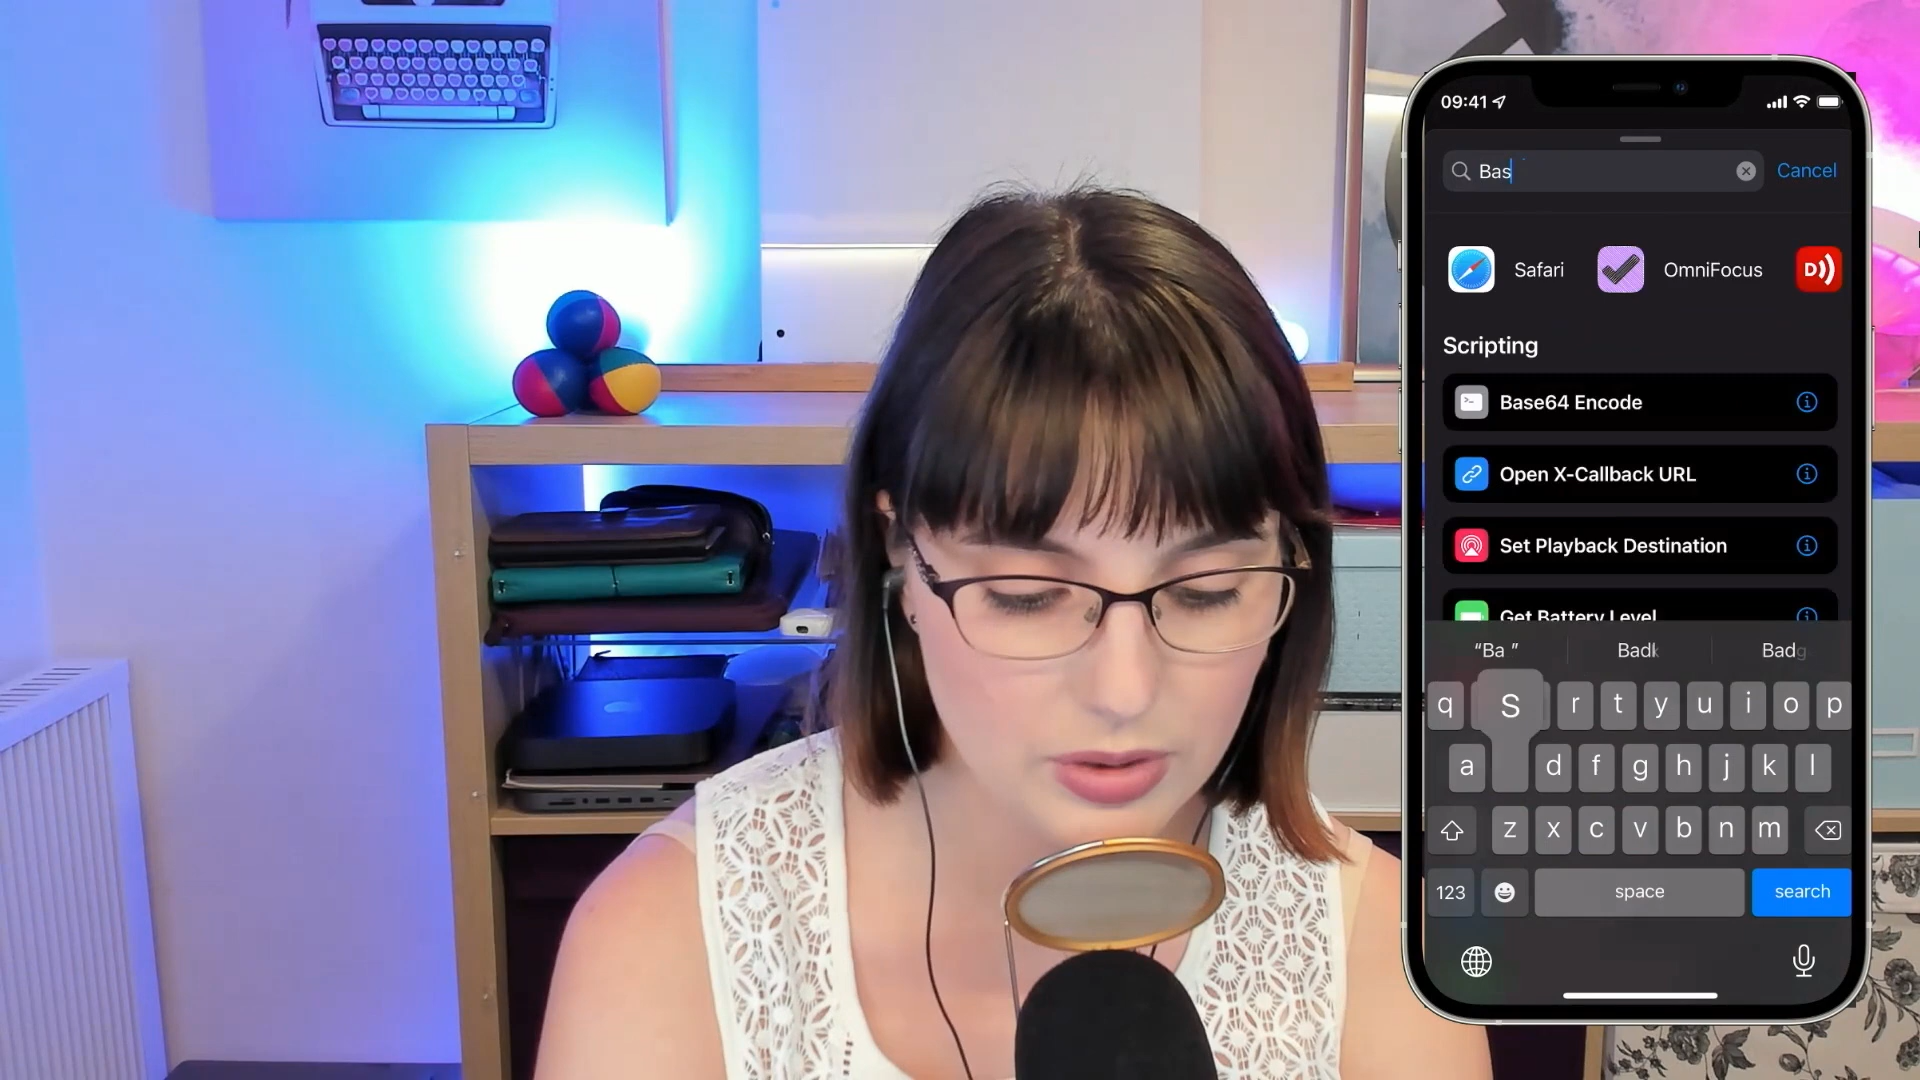 09:41
Bas
Cancel
Safari
OmniFocus
D
Scripting
Base64 Encode
Open X-Callback URL
Set Playback Destination
Get Battery Level
“Ba ”
Badk
Badg
q S r t y u i o p
a d f g h j k l
z x c v b n m
123 space search